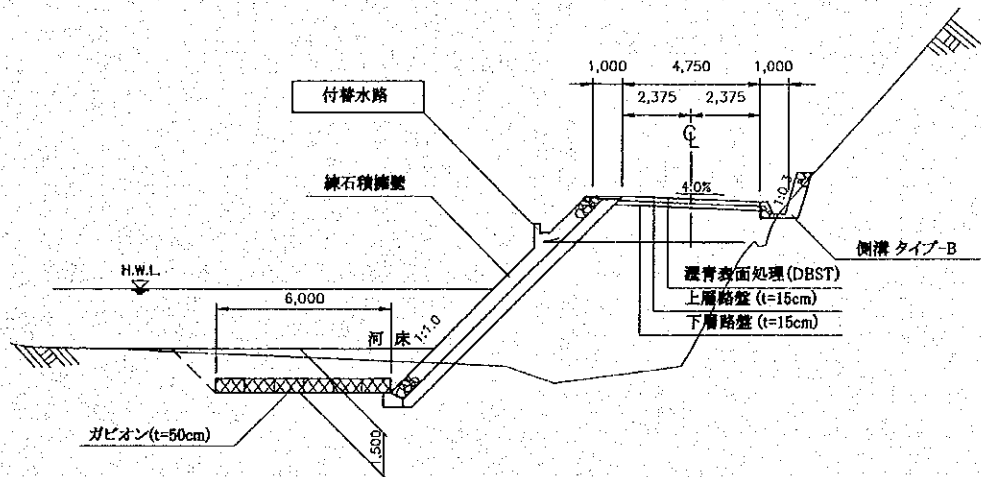 1,000 4,750 1,000
2,375 2,375
付替水路
C
L
練石積擁壁
4.0%
1:0.3
側溝 タイプ-B
H.W.L.
瀝青表面処理(DBST)
6,000
上層路盤 (t=15cm)
下層路盤 (t=15cm)
河 床
1:1.0
ガビオン(t=50cm)
1,500